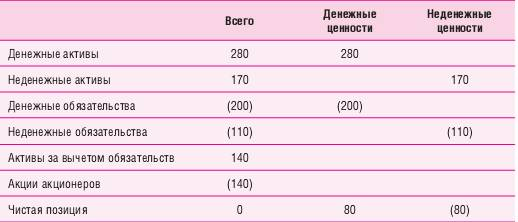 Всего Денежные ценности Неденежные ценности
Денежные активы 280 280
Неденежные активы 170 170
Денежные обязательства (200) (200)
Неденежные обязательства (110) (110)
Активы за вычетом обязательств 140
Акции акционеров (140)
Чистая позиция 0 80 (80)